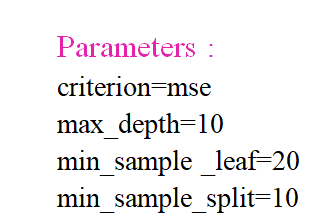 Parameters :
criterion=mse
max_depth=10
min_sample _leaf=20
min_sample_split=10